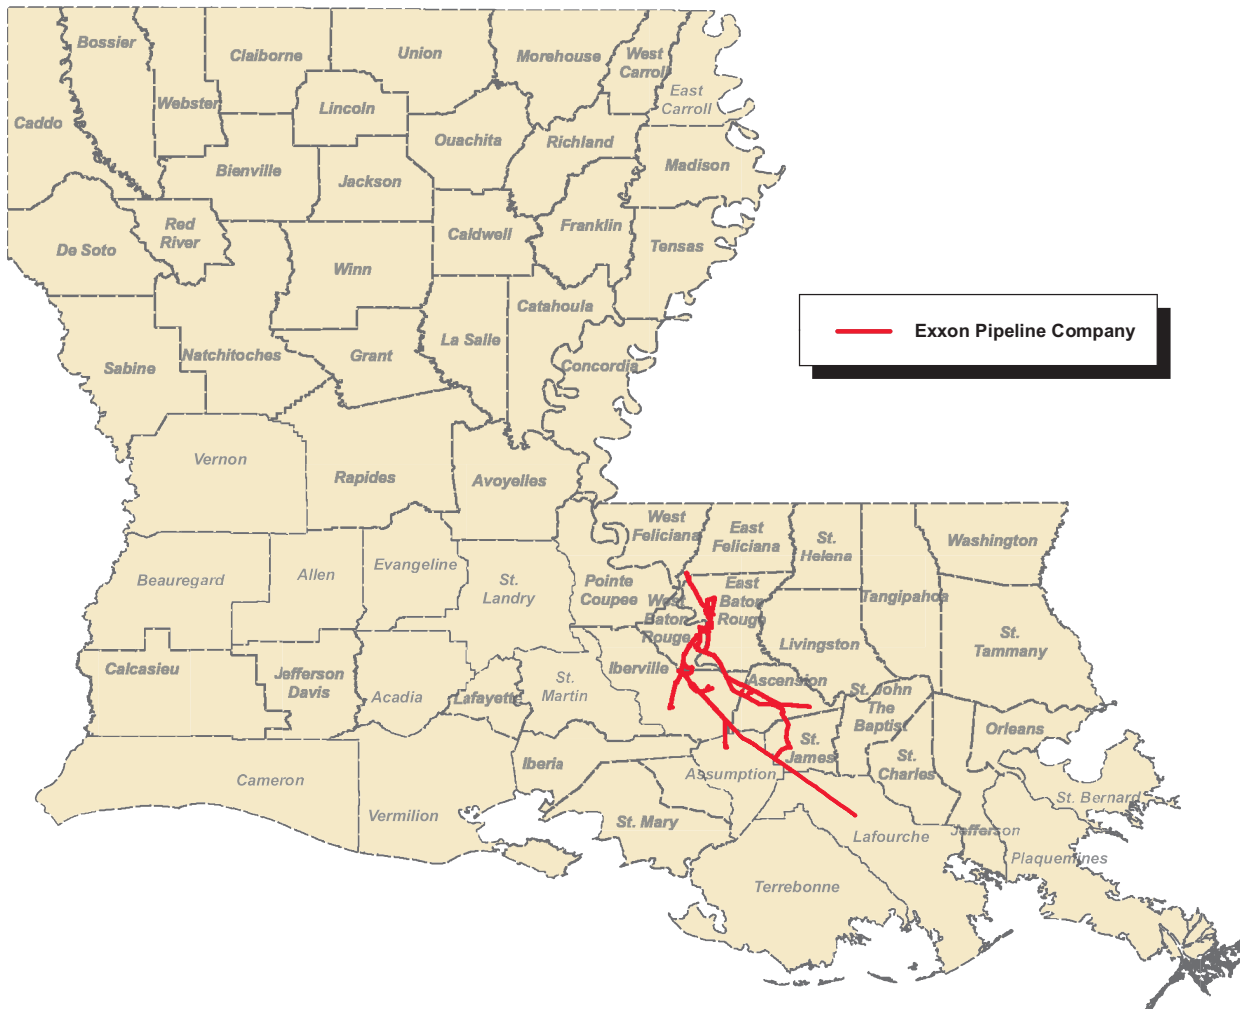 Bossier
Claiborne
Union
Morehouse
West
Carroll
East
Carroll
Webster
Lincoln
Caddo
Ouachita
Richland
Madison
Bienville
Jackson
Red
River
De Soto
Caldwell
Franklin
Tensas
Winn
Catahoula
La Salle
Natchitoches
Grant
Sabine
Concordia
Exxon Pipeline Company
Vernon
Rapides
Avoyelles
West
Feliciana
East
Feliciana
St.
Helena
Washington
Beauregard
Allen
Evangeline
St.
Landry
Pointe
Coupee
West
Baton
Rouge
East
Baton
Rouge
Tangipahoa
Livingston
St.
Tammany
Calcasieu
Jefferson
Davis
Acadia
Lafayette
St.
Martin
Iberville
Ascension
St. John
The
Baptist
Orleans
St.
James
St.
Charles
Cameron
Vermilion
Iberia
Assumption
St. Mary
St. Bernard
Lafourche
Jefferson
Plaquemines
Terrebonne